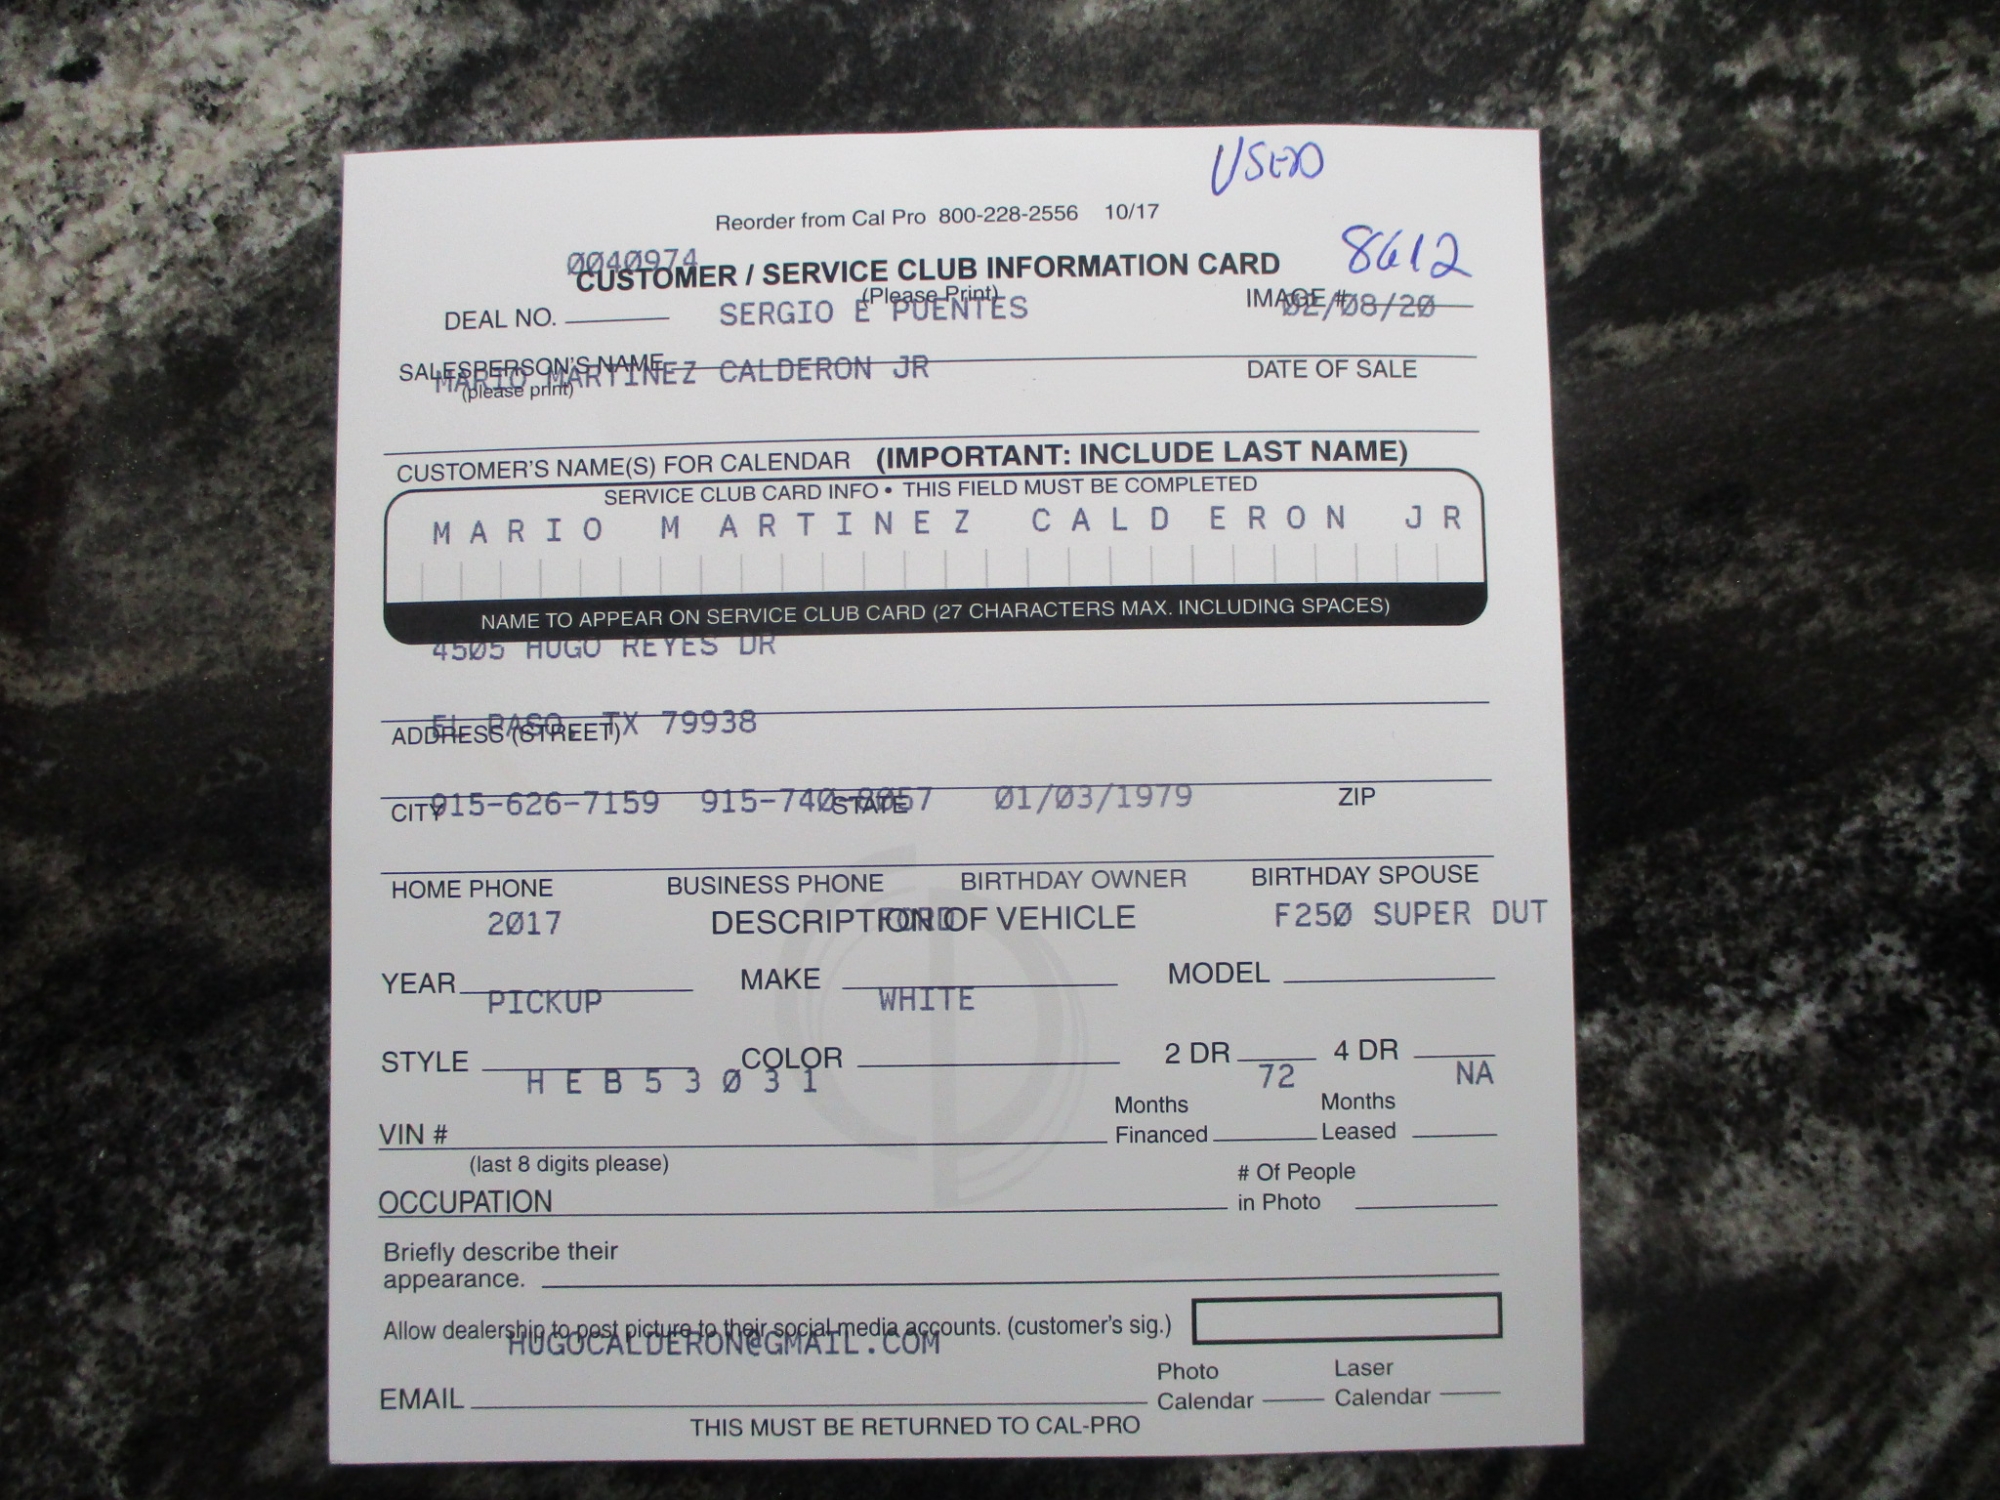 USED
Reorder from Cal Pro 800-228-2556 10/17
8612
0040974
CUSTOMER / SERVICE CLUB INFORMATION CARD
(Please Print)
DEAL NO. SERGIO E PUENTES IMAGE # 02/08/20
SALESPERSON'S NAME DATE OF SALE
MARIO MARTINEZ CALDERON JR
(please print)
CUSTOMER'S NAME(S) FOR CALENDAR (IMPORTANT: INCLUDE LAST NAME)
SERVICE CLUB CARD INFO • THIS FIELD MUST BE COMPLETED
MARIO MARTINEZ CALDERON JR
NAME TO APPEAR ON SERVICE CLUB CARD (27 CHARACTERS MAX. INCLUDING SPACES)
4505 HUGO REYES DR
EL PASO, TX 79938
ADDRESS (STREET)
915-626-7159 915-740-8057 01/03/1979
CITY STATE ZIP
HOME PHONE BUSINESS PHONE BIRTHDAY OWNER BIRTHDAY SPOUSE
DESCRIPTION OF VEHICLE
2017 FORD F250 SUPER DUT
YEAR MAKE MODEL
PICKUP WHITE
STYLE COLOR 2 DR 4 DR
HEB53031 72 NA
VIN # Months Financed Months Leased
(last 8 digits please)
OCCUPATION # Of People in Photo
Briefly describe their
appearance.
Allow dealership to post picture to their social media accounts. (customer's sig.)
HUGOCALDERON@GMAIL.COM
EMAIL Photo Calendar Laser Calendar
THIS MUST BE RETURNED TO CAL-PRO